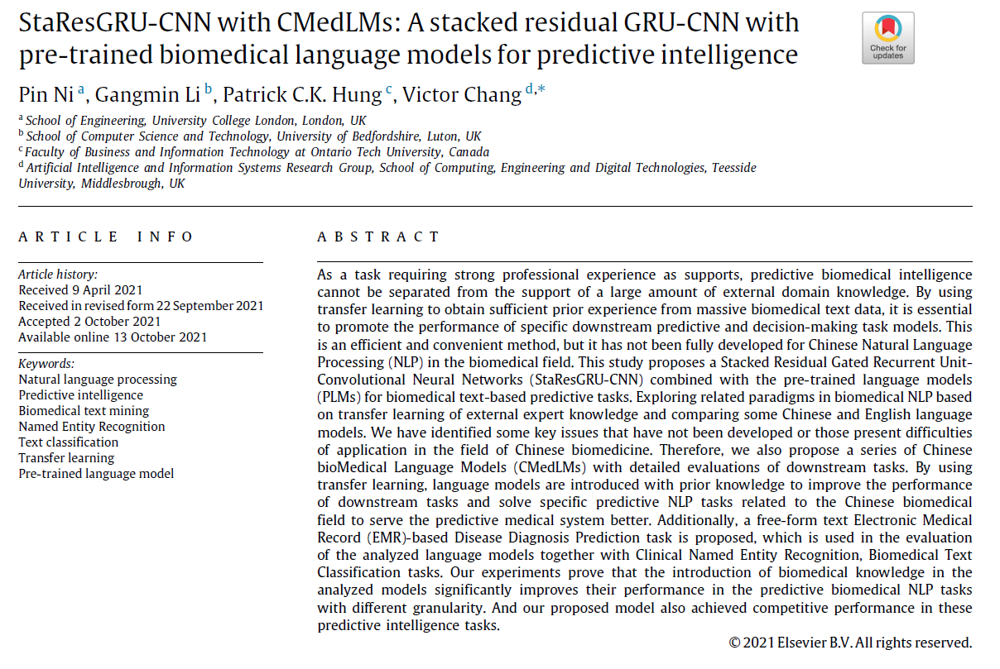 StaResGRU-CNN with CMedLMs: A stacked residual GRU-CNN with
pre-trained biomedical language models for predictive intelligence
Check for
updates
Pin Ni a, Gangmin Li b, Patrick C.K. Hung c, Victor Chang d,*
a School of Engineering, University College London, London, UK
b School of Computer Science and Technology, University of Bedfordshire, Luton, UK
c Faculty of Business and Information Technology at Ontario Tech University, Canada
d Artificial Intelligence and Information Systems Research Group, School of Computing, Engineering and Digital Technologies, Teesside
University, Middlesbrough, UK
ARTICLE INFO
Article history:
Received 9 April 2021
Received in revised form 22 September 2021
Accepted 2 October 2021
Available online 13 October 2021
Keywords:
Natural language processing
Predictive intelligence
Biomedical text mining
Named Entity Recognition
Text classification
Transfer learning
Pre-trained language model
ABSTRACT
As a task requiring strong professional experience as supports, predictive biomedical intelligence
cannot be separated from the support of a large amount of external domain knowledge. By using
transfer learning to obtain sufficient prior experience from massive biomedical text data, it is essential
to promote the performance of specific downstream predictive and decision-making task models. This
is an efficient and convenient method, but it has not been fully developed for Chinese Natural Language
Processing (NLP) in the biomedical field. This study proposes a Stacked Residual Gated Recurrent Unit-
Convolutional Neural Networks (StaResGRU-CNN) combined with the pre-trained language models
(PLMs) for biomedical text-based predictive tasks. Exploring related paradigms in biomedical NLP based
on transfer learning of external expert knowledge and comparing some Chinese and English language
models. We have identified some key issues that have not been developed or those present difficulties
of application in the field of Chinese biomedicine. Therefore, we also propose a series of Chinese
bioMedical Language Models (CMedLMs) with detailed evaluations of downstream tasks. By using
transfer learning, language models are introduced with prior knowledge to improve the performance
of downstream tasks and solve specific predictive NLP tasks related to the Chinese biomedical
field to serve the predictive medical system better. Additionally, a free-form text Electronic Medical
Record (EMR)-based Disease Diagnosis Prediction task is proposed, which is used in the evaluation
of the analyzed language models together with Clinical Named Entity Recognition, Biomedical Text
Classification tasks. Our experiments prove that the introduction of biomedical knowledge in the
analyzed models significantly improves their performance in the predictive biomedical NLP tasks
with different granularity. And our proposed model also achieved competitive performance in these
predictive intelligence tasks.
© 2021 Elsevier B.V. All rights reserved.